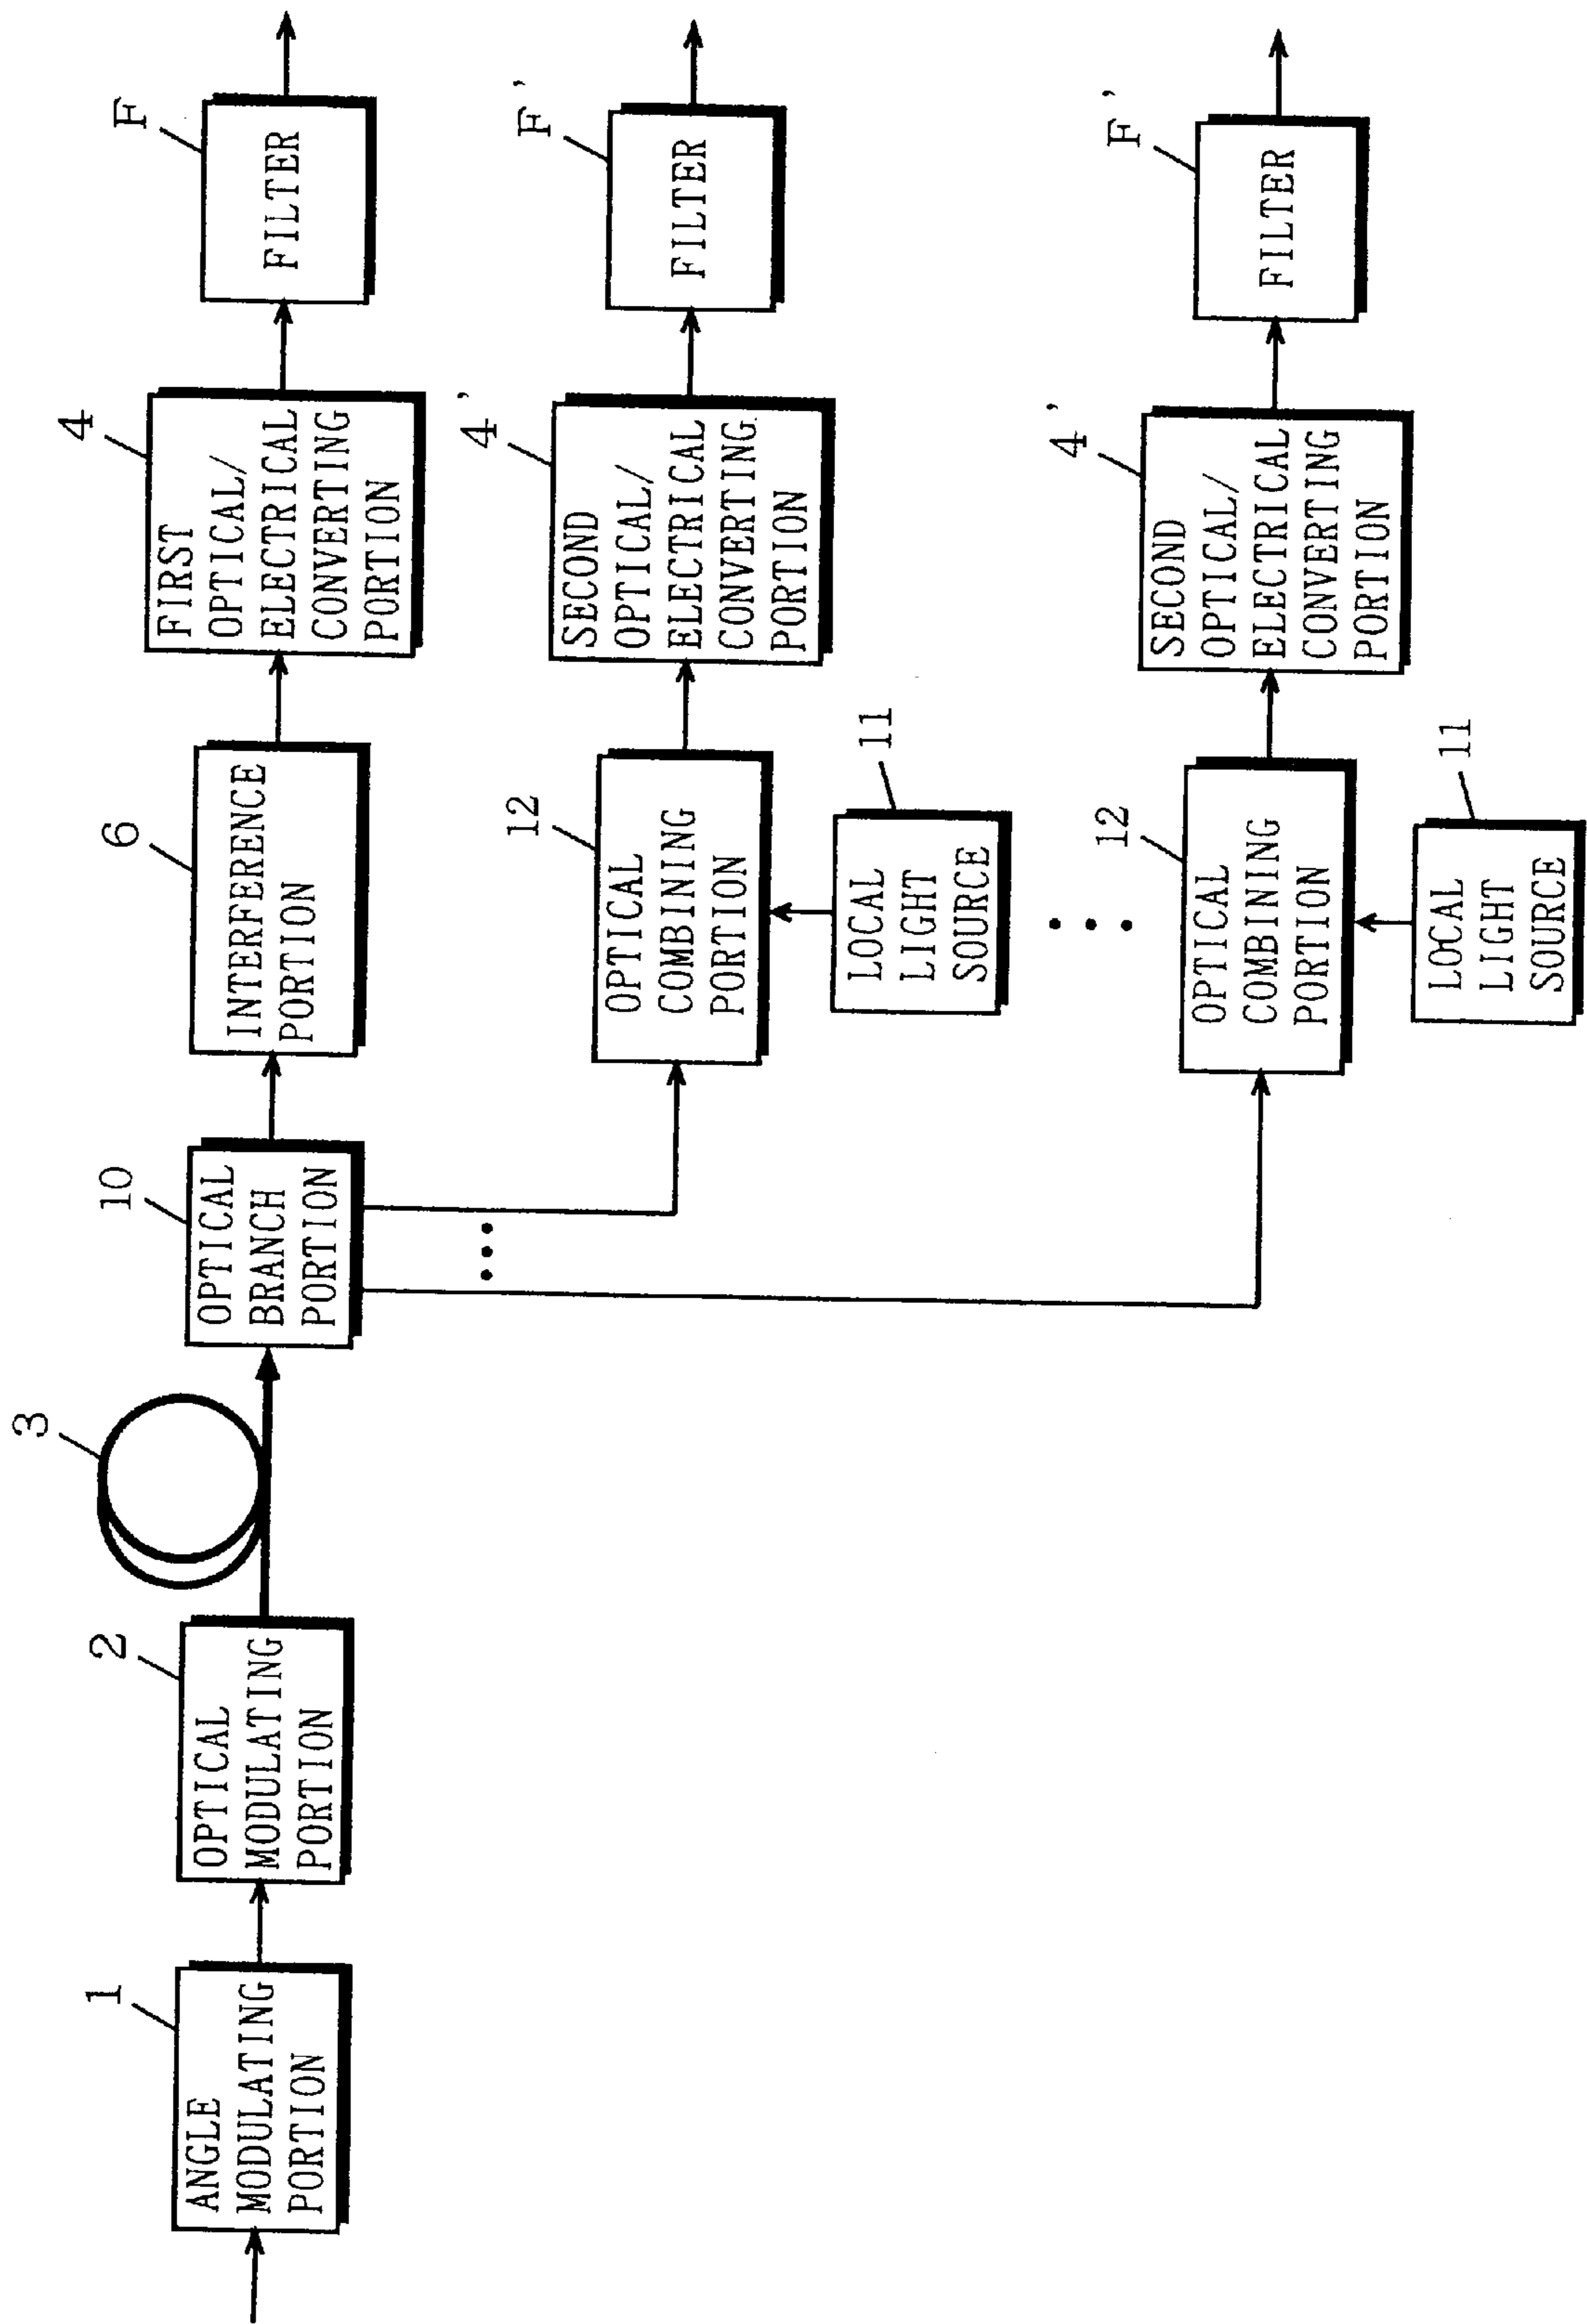 1
ANGLE
MODULATING
PORTION
2
OPTICAL
MODULATING
PORTION
3
10
OPTICAL
BRANCH
PORTION
6
INTERFERENCE
PORTION
4
FIRST
OPTICAL/
ELECTRICAL
CONVERTING
PORTION
F
FILTER
12
OPTICAL
COMBINING
PORTION
11
LOCAL
LIGHT
SOURCE
4'
SECOND
OPTICAL/
ELECTRICAL
CONVERTING
PORTION
F'
FILTER
12
OPTICAL
COMBINING
PORTION
11
LOCAL
LIGHT
SOURCE
4'
SECOND
OPTICAL/
ELECTRICAL
CONVERTING
PORTION
F'
FILTER